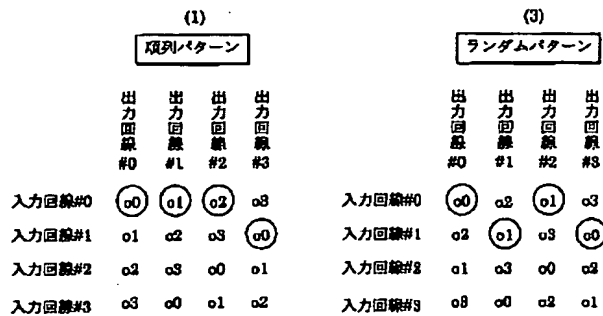 (1)
順列パターン
出力回線#0 出力回線#1 出力回線#2 出力回線#3
入力回線#0 o0 o1 o2 o3
入力回線#1 o1 o2 o3 o0
入力回線#2 o2 o3 o0 o1
入力回線#3 o3 o0 o1 o2
(3)
ランダムパターン
出力回線#0 出力回線#1 出力回線#2 出力回線#3
入力回線#0 o0 o2 o1 o3
入力回線#1 o2 o1 o3 o0
入力回線#2 o1 o3 o0 o2
入力回線#3 o3 o0 o2 o1